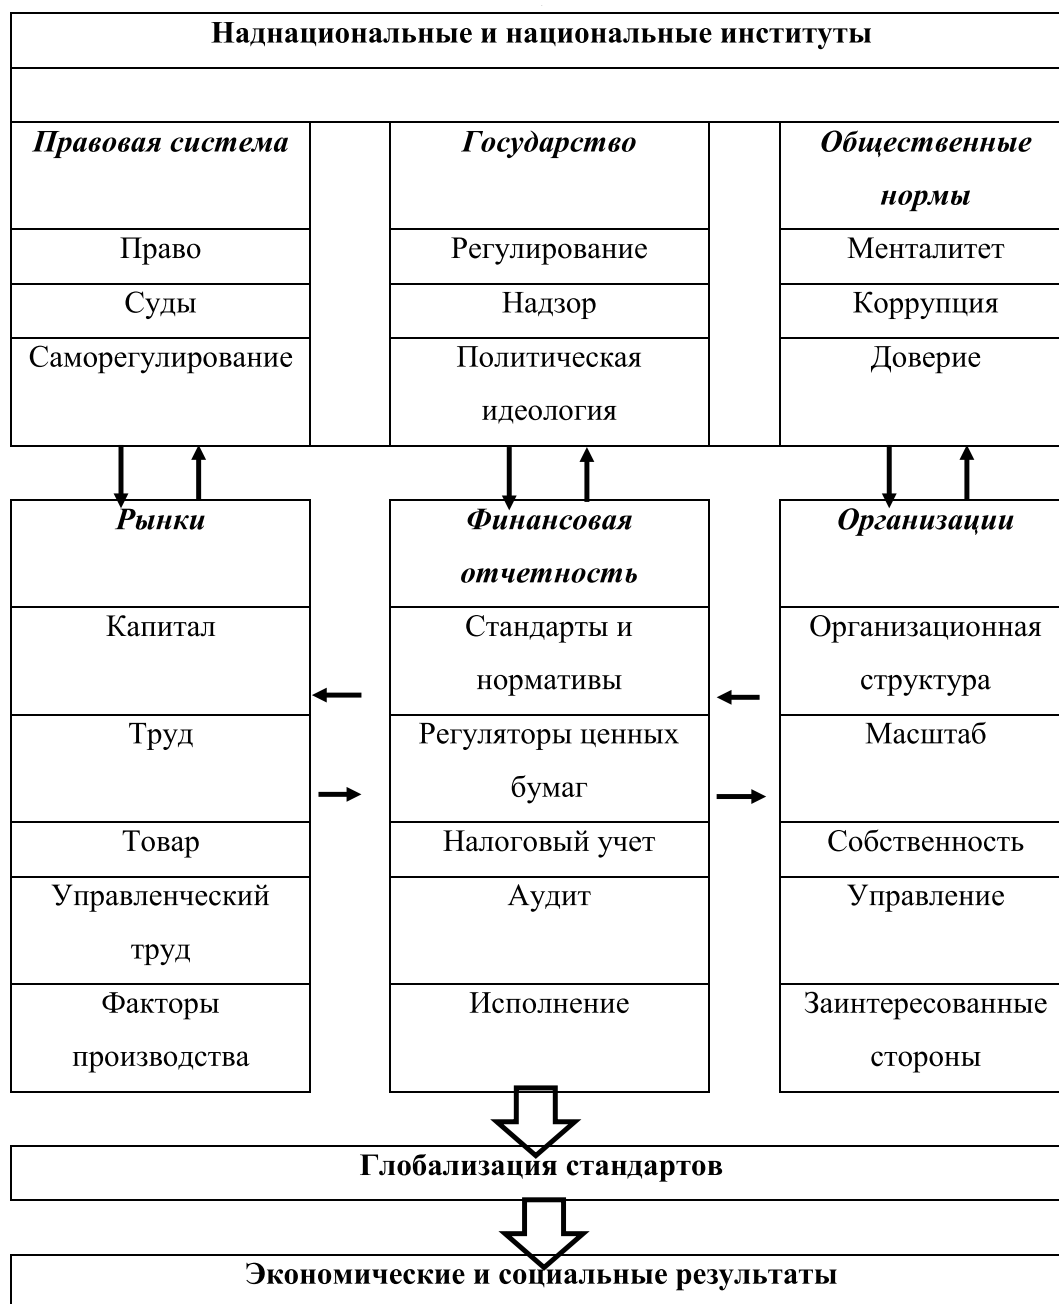 Наднациональные и национальные институты
Правовая система
Государство
Общественные
нормы
Право
Регулирование
Менталитет
Суды
Надзор
Коррупция
Саморегулирование
Политическая
идеология
Доверие
Рынки
Финансовая
отчетность
Организации
Капитал
Стандарты и
нормативы
Организационная
структура
Труд
Регуляторы ценных
бумаг
Масштаб
Товар
Налоговый учет
Собственность
Управленческий
труд
Аудит
Управление
Факторы
производства
Исполнение
Заинтересованные
стороны
Глобализация стандартов
Экономические и социальные результаты